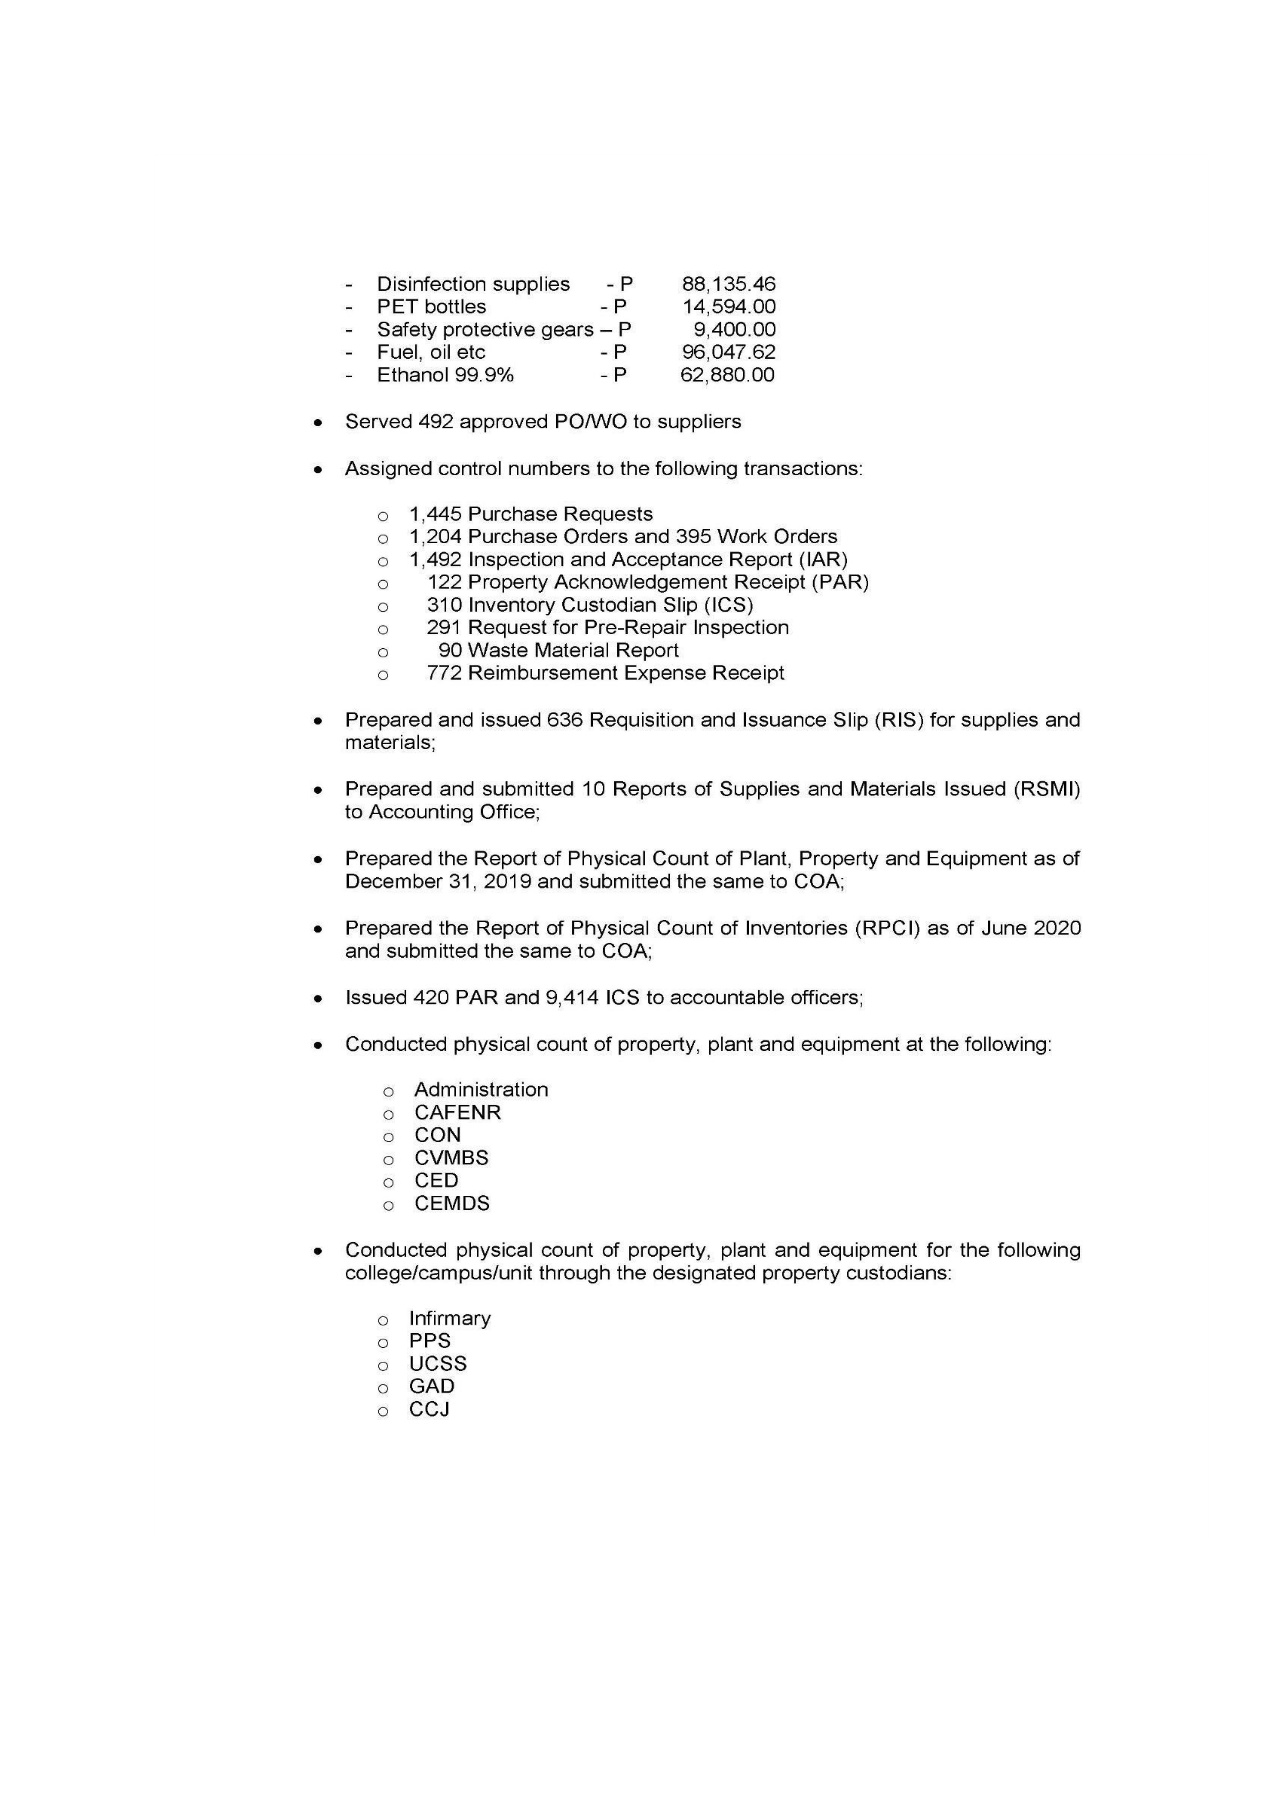 - Disinfection supplies - P 88,135.46
- PET bottles - P 14,594.00
- Safety protective gears – P 9,400.00
- Fuel, oil etc - P 96,047.62
- Ethanol 99.9% - P 62,880.00
• Served 492 approved PO/WO to suppliers
• Assigned control numbers to the following transactions:
o 1,445 Purchase Requests
o 1,204 Purchase Orders and 395 Work Orders
o 1,492 Inspection and Acceptance Report (IAR)
o 122 Property Acknowledgement Receipt (PAR)
o 310 Inventory Custodian Slip (ICS)
o 291 Request for Pre-Repair Inspection
o 90 Waste Material Report
o 772 Reimbursement Expense Receipt
• Prepared and issued 636 Requisition and Issuance Slip (RIS) for supplies and
materials;
• Prepared and submitted 10 Reports of Supplies and Materials Issued (RSMI)
to Accounting Office;
• Prepared the Report of Physical Count of Plant, Property and Equipment as of
December 31, 2019 and submitted the same to COA;
• Prepared the Report of Physical Count of Inventories (RPCI) as of June 2020
and submitted the same to COA;
• Issued 420 PAR and 9,414 ICS to accountable officers;
• Conducted physical count of property, plant and equipment at the following:
o Administration
o CAFENR
o CON
o CVMBS
o CED
o CEMDS
• Conducted physical count of property, plant and equipment for the following
college/campus/unit through the designated property custodians:
o Infirmary
o PPS
o UCSS
o GAD
o CCJ